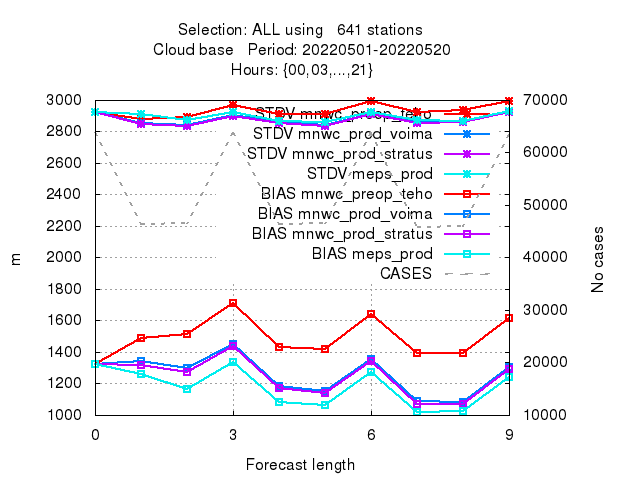 Selection: ALL using   641 stations
Cloud base   Period: 20220501-20220520
Hours: {00,03,...,21}
3000
2800
2600
2400
2200
2000
1800
1600
1400
1200
1000
m
STDV mnwc_preop_teho
STDV mnwc_prod_voima
STDV mnwc_prod_stratus
STDV meps_prod
BIAS mnwc_preop_teho
BIAS mnwc_prod_voima
BIAS mnwc_prod_stratus
BIAS meps_prod
CASES
70000
60000
50000
40000
30000
20000
10000
No cases
0 3 6 9
Forecast length